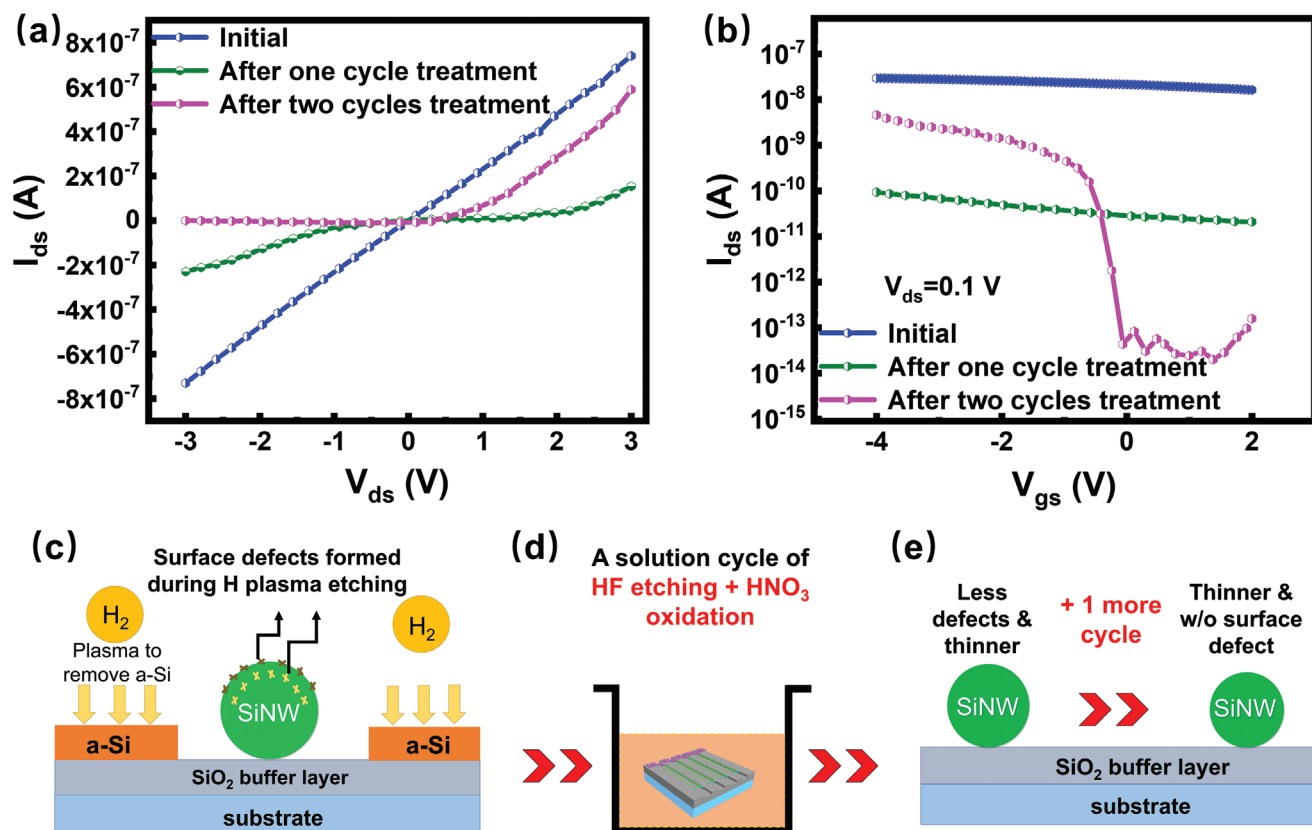 (a)
8x10⁻⁷
6x10⁻⁷
4x10⁻⁷
2x10⁻⁷
0
-2x10⁻⁷
-4x10⁻⁷
-6x10⁻⁷
-8x10⁻⁷
I_ds (A)
Initial
After one cycle treatment
After two cycles treatment
-3
-2
-1
0
1
2
3
V_ds (V)
(b)
10⁻⁷
10⁻⁸
10⁻⁹
10⁻¹⁰
10⁻¹¹
10⁻¹²
10⁻¹³
10⁻¹⁴
10⁻¹⁵
I_ds (A)
V_ds=0.1 V
Initial
After one cycle treatment
After two cycles treatment
-4
-2
0
2
V_gs (V)
(c)
Surface defects formed
during H plasma etching
H₂
Plasma to
remove a-Si
H₂
SiNW
a-Si
a-Si
SiO₂ buffer layer
substrate
(d)
A solution cycle of
HF etching + HNO₃
oxidation
(e)
Less
defects &
thinner
+ 1 more
cycle
Thinner &
w/o surface
defect
SiNW
SiNW
SiO₂ buffer layer
substrate